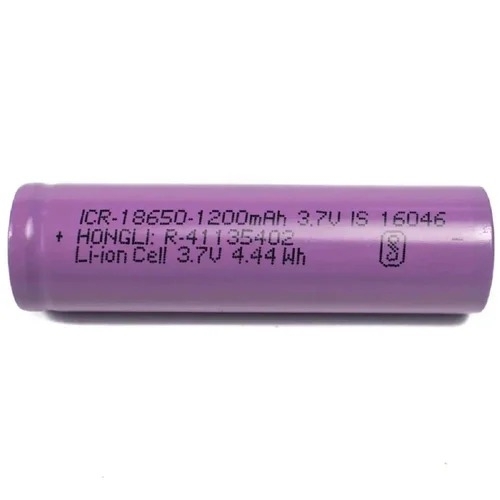 ICR-18650-1200mAh 3.7V IS 16046
+ HONGLI: R-41135402 -
Li-ion Cell 3.7V 4.44 Wh